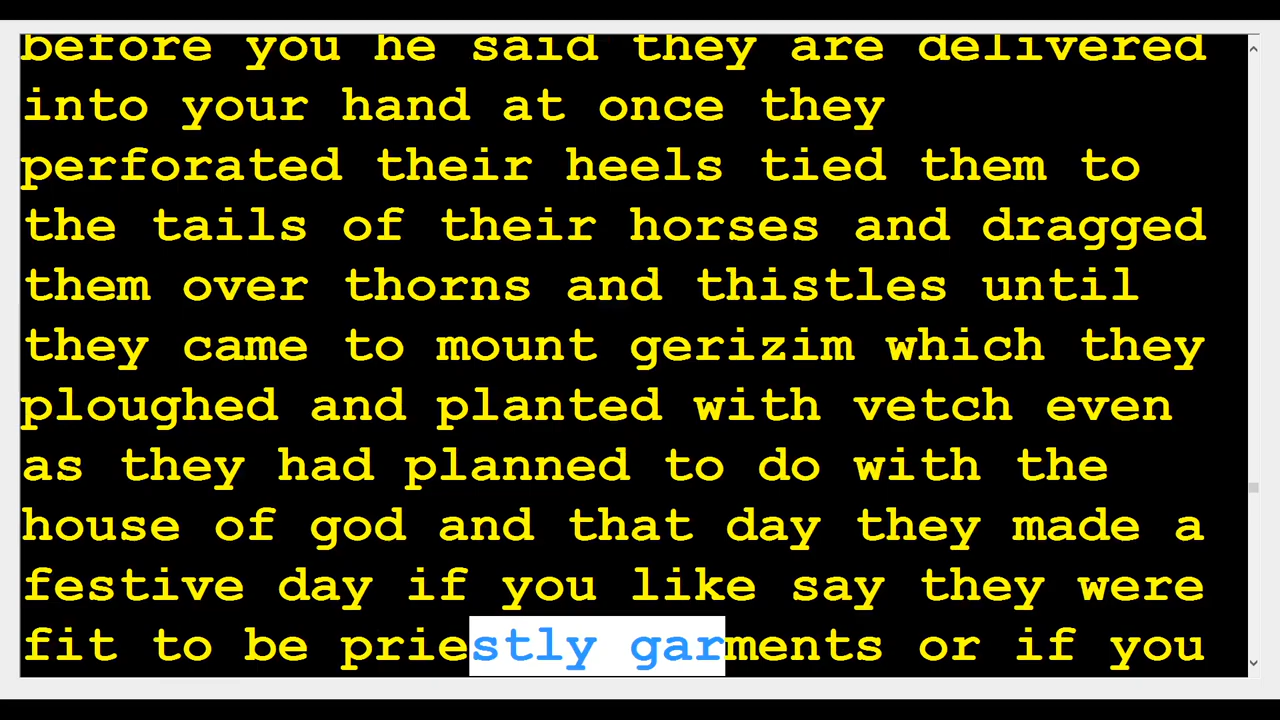 before you he said they are delivered
into your hand at once they
perforated their heels tied them to
the tails of their horses and dragged
them over thorns and thistles until
they came to mount gerizim which they
ploughed and planted with vetch even
as they had planned to do with the
house of god and that day they made a
festive day if you like say they were
fit to be priestly garments or if you